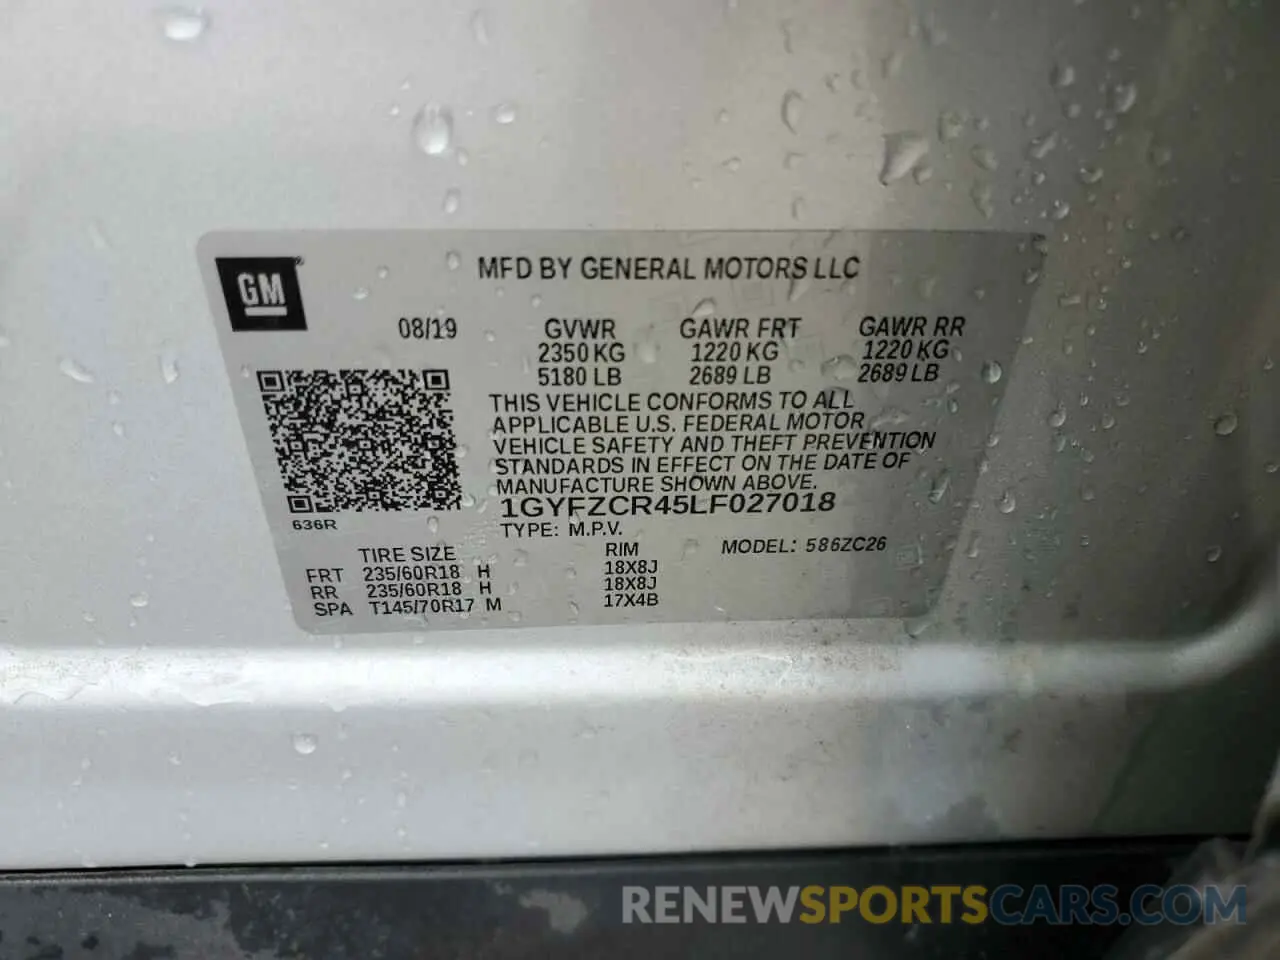 GM
MFD BY GENERAL MOTORS LLC
08/19 GVWR GAWR FRT GAWR RR
2350 KG 1220 KG 1220 KG
5180 LB 2689 LB 2689 LB
THIS VEHICLE CONFORMS TO ALL
APPLICABLE U.S. FEDERAL MOTOR
VEHICLE SAFETY AND THEFT PREVENTION
STANDARDS IN EFFECT ON THE DATE OF
MANUFACTURE SHOWN ABOVE.
1GYFZCR45LF027018
636R
TYPE: M.P.V.
TIRE SIZE RIM MODEL: 586ZC26
FRT 235/60R18 H 18X8J
RR 235/60R18 H 18X8J
SPA T145/70R17 M 17X4B
RENEWSPORTSCARS.COM